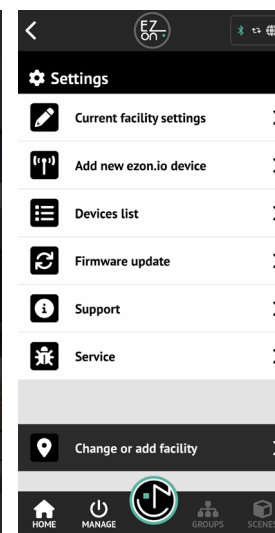 EZ
on
Settings
Current facility settings
Add new ezon.io device
Devices list
Firmware update
Support
Service
Change or add facility
HOME
MANAGE
GROUPS
SCENES